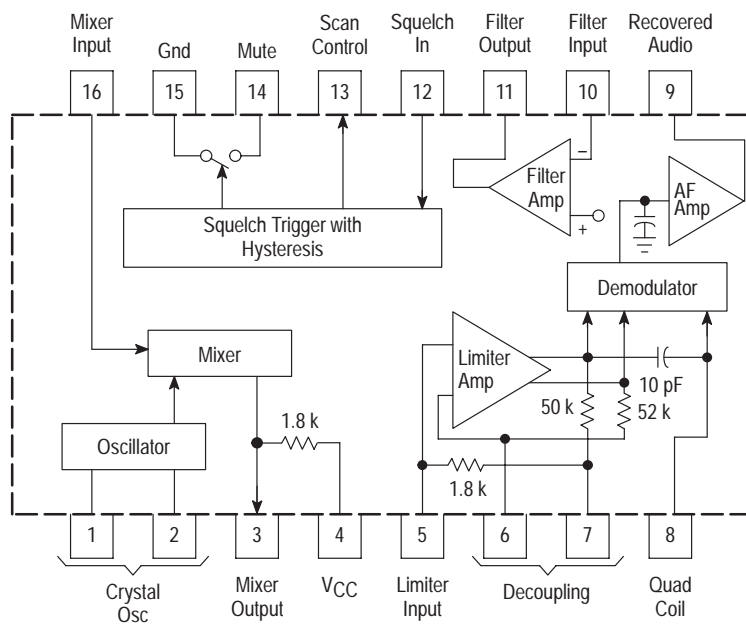 Mixer
Input
Gnd
Mute
Scan
Control
Squelch
In
Filter
Output
Filter
Input
Recovered
Audio
16
15
14
13
12
11
10
9
Squelch Trigger with
Hysteresis
Filter
Amp
–
+
AF
Amp
Demodulator
Mixer
Limiter
Amp
10 pF
50 k
52 k
Oscillator
1.8 k
1.8 k
1
2
3
4
5
6
7
8
Crystal
Osc
Mixer
Output
VCC
Limiter
Input
Decoupling
Quad
Coil